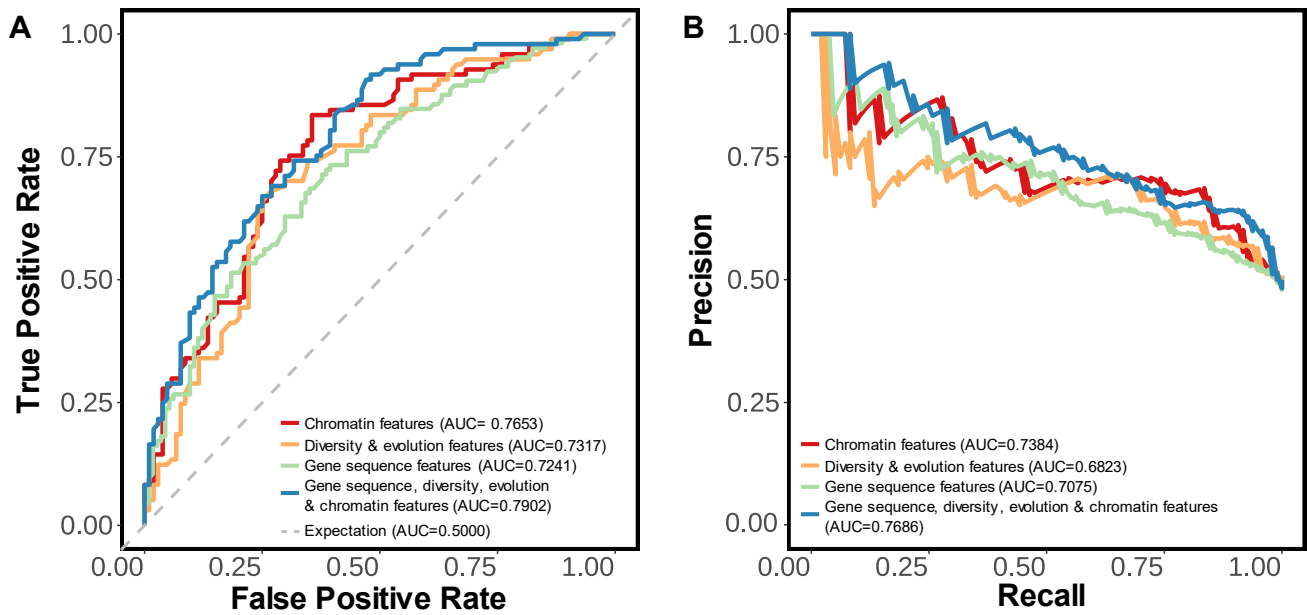 A
1.00
0.75
0.50
0.25
0.00
True Positive Rate
Chromatin features (AUC= 0.7653)
Diversity & evolution features (AUC=0.7317)
Gene sequence features (AUC=0.7241)
Gene sequence, diversity, evolution
& chromatin features (AUC=0.7902)
Expectation (AUC=0.5000)
0.00 0.25 0.50 0.75 1.00
False Positive Rate
B
1.00
0.75
0.50
0.25
0.00
Precision
Chromatin features (AUC=0.7384)
Diversity & evolution features (AUC=0.6823)
Gene sequence features (AUC=0.7075)
Gene sequence, diversity, evolution & chromatin features
(AUC=0.7686)
0.00 0.25 0.50 0.75 1.00
Recall